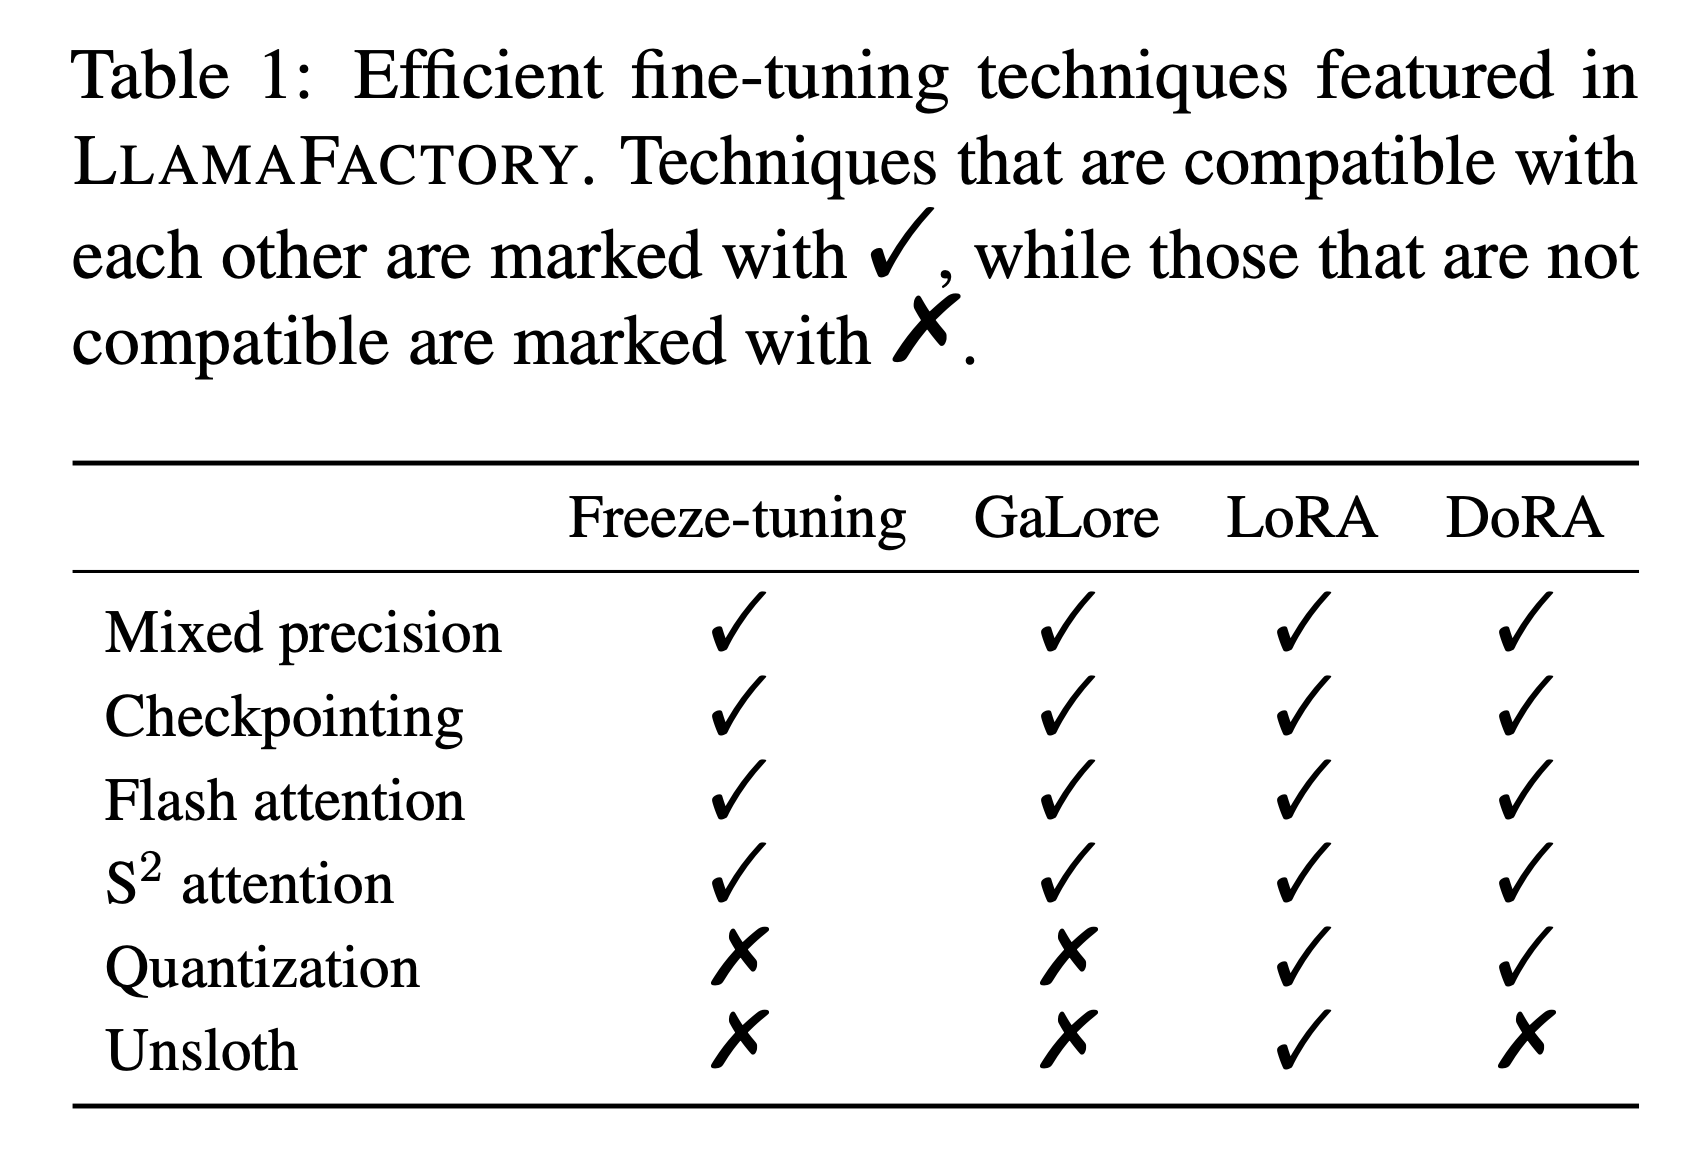 Table 1: Efficient fine-tuning techniques featured in
LLAMAFACTORY. Techniques that are compatible with
each other are marked with ✓, while those that are not
compatible are marked with ✗.
Freeze-tuning GaLore LoRA DoRA
Mixed precision ✓ ✓ ✓ ✓
Checkpointing ✓ ✓ ✓ ✓
Flash attention ✓ ✓ ✓ ✓
S² attention ✓ ✓ ✓ ✓
Quantization ✗ ✗ ✓ ✓
Unsloth ✗ ✗ ✓ ✗